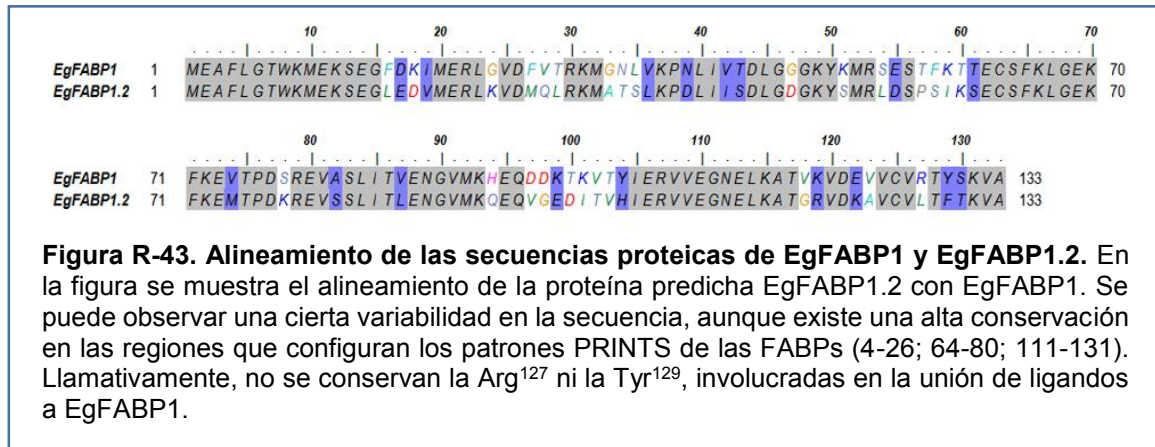 10 20 30 40 50 60 70
EgFABP1 1 MEAFLGTWKMEKSEGFDKIMERLGVDFVTRKMGNLVKPNLIVTDLGGGKYKMRSESTFKTTECSFKLGEK 70
EgFABP1.2 1 MEAFLGTWKMEKSEGLEDVMERLKVDMQLRKMATSLKPDLIISDLGDGKYSMRLDSPSIKSECSFKLGEK 70
80 90 100 110 120 130
EgFABP1 71 FKEVTPDSREVASLITVENGVMKHEQDDKTKVTYIERVVEGNELKATVKVDEVVCVRTYSKVA 133
EgFABP1.2 71 FKEMTPDKREVSSLITLENGVMKQEQVGEDITVHIERVVEGNELKATGRVDKAVCVLTFTKVA 133
Figura R-43. Alineamiento de las secuencias proteicas de EgFABP1 y EgFABP1.2. En
la figura se muestra el alineamiento de la proteína predicha EgFABP1.2 con EgFABP1. Se
puede observar una cierta variabilidad en la secuencia, aunque existe una alta conservación
en las regiones que configuran los patrones PRINTS de las FABPs (4-26; 64-80; 111-131).
Llamativamente, no se conservan la Arg127 ni la Tyr129, involucradas en la unión de ligandos
a EgFABP1.